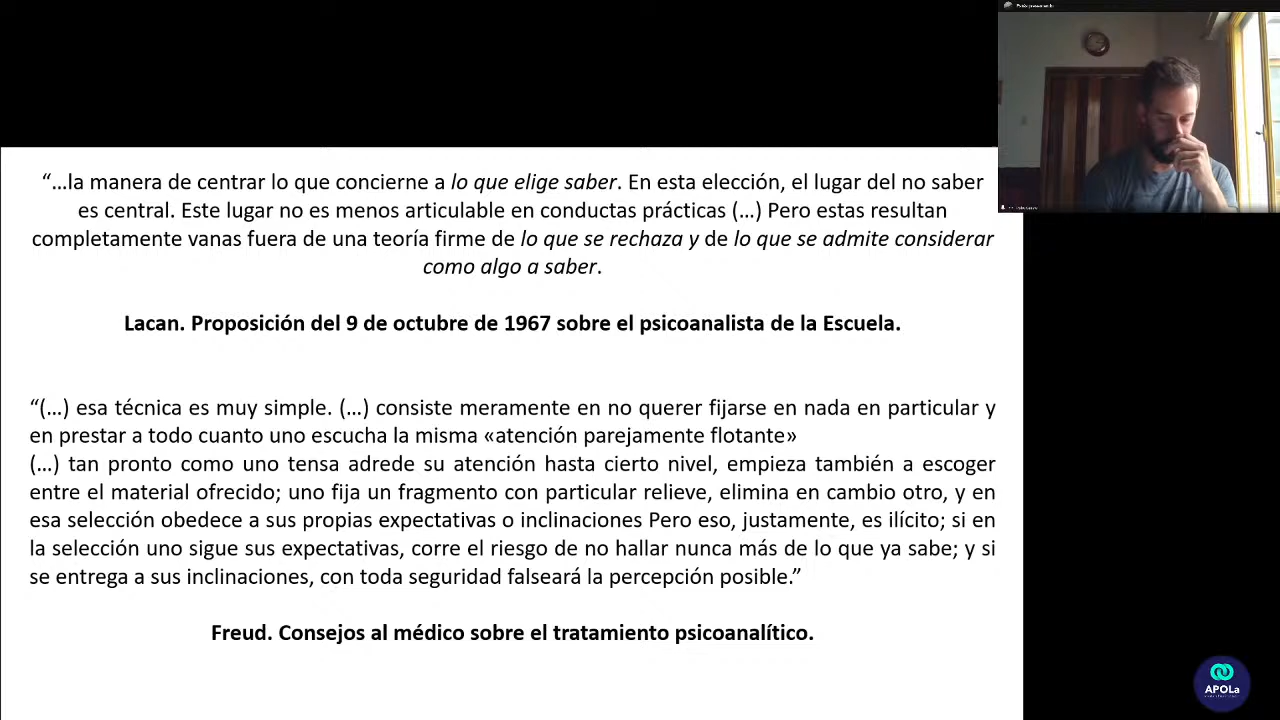 “…la manera de centrar lo que concierne a lo que elige saber. En esta elección, el lugar del no saber
es central. Este lugar no es menos articulable en conductas prácticas (…) Pero estas resultan
completamente vanas fuera de una teoría firme de lo que se rechaza y de lo que se admite considerar
como algo a saber.
Lacan. Proposición del 9 de octubre de 1967 sobre el psicoanalista de la Escuela.
“(…) esa técnica es muy simple. (…) consiste meramente en no querer fijarse en nada en particular y
en prestar a todo cuanto uno escucha la misma «atención parejamente flotante»
(…) tan pronto como uno tensa adrede su atención hasta cierto nivel, empieza también a escoger
entre el material ofrecido; uno fija un fragmento con particular relieve, elimina en cambio otro, y en
esa selección obedece a sus propias expectativas o inclinaciones Pero eso, justamente, es ilícito; si en
la selección uno sigue sus expectativas, corre el riesgo de no hallar nunca más de lo que ya sabe; y si
se entrega a sus inclinaciones, con toda seguridad falseará la percepción posible.”
Freud. Consejos al médico sobre el tratamiento psicoanalítico.
APOLa